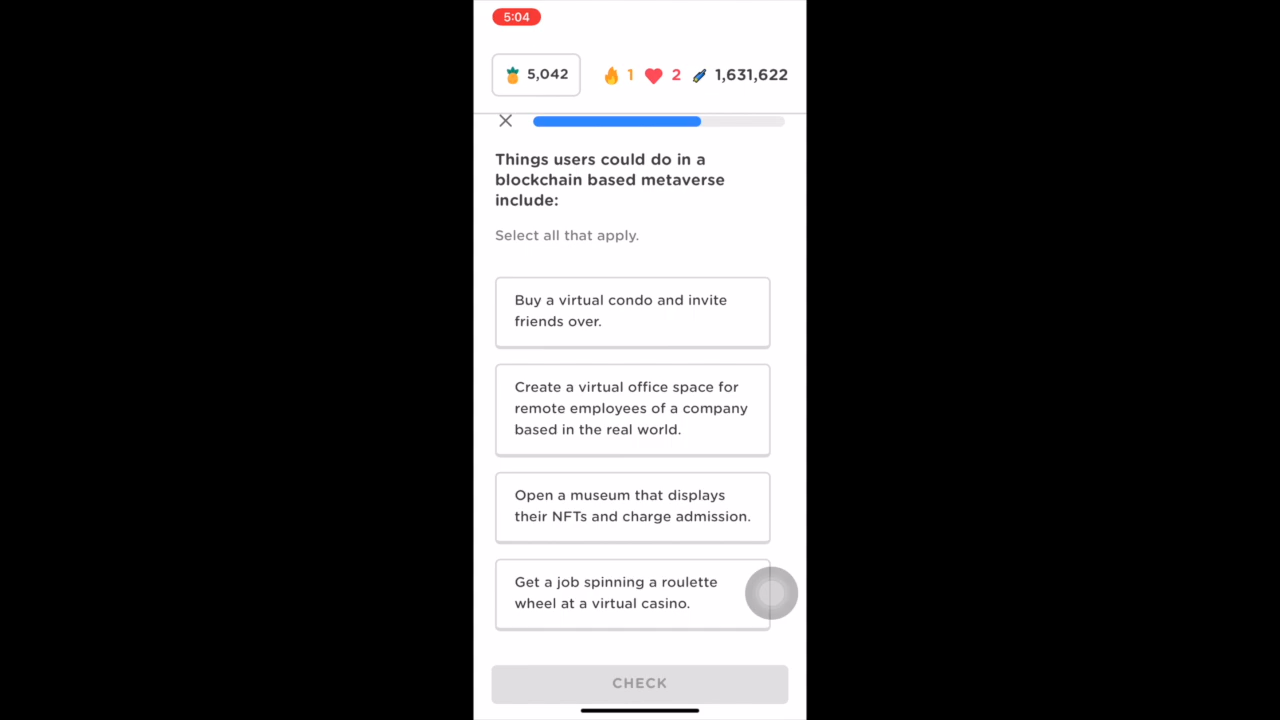 5:04
5,042 1 2 1,631,622
Things users could do in a
blockchain based metaverse
include:
Select all that apply.
Buy a virtual condo and invite
friends over.
Create a virtual office space for
remote employees of a company
based in the real world.
Open a museum that displays
their NFTs and charge admission.
Get a job spinning a roulette
wheel at a virtual casino.
CHECK